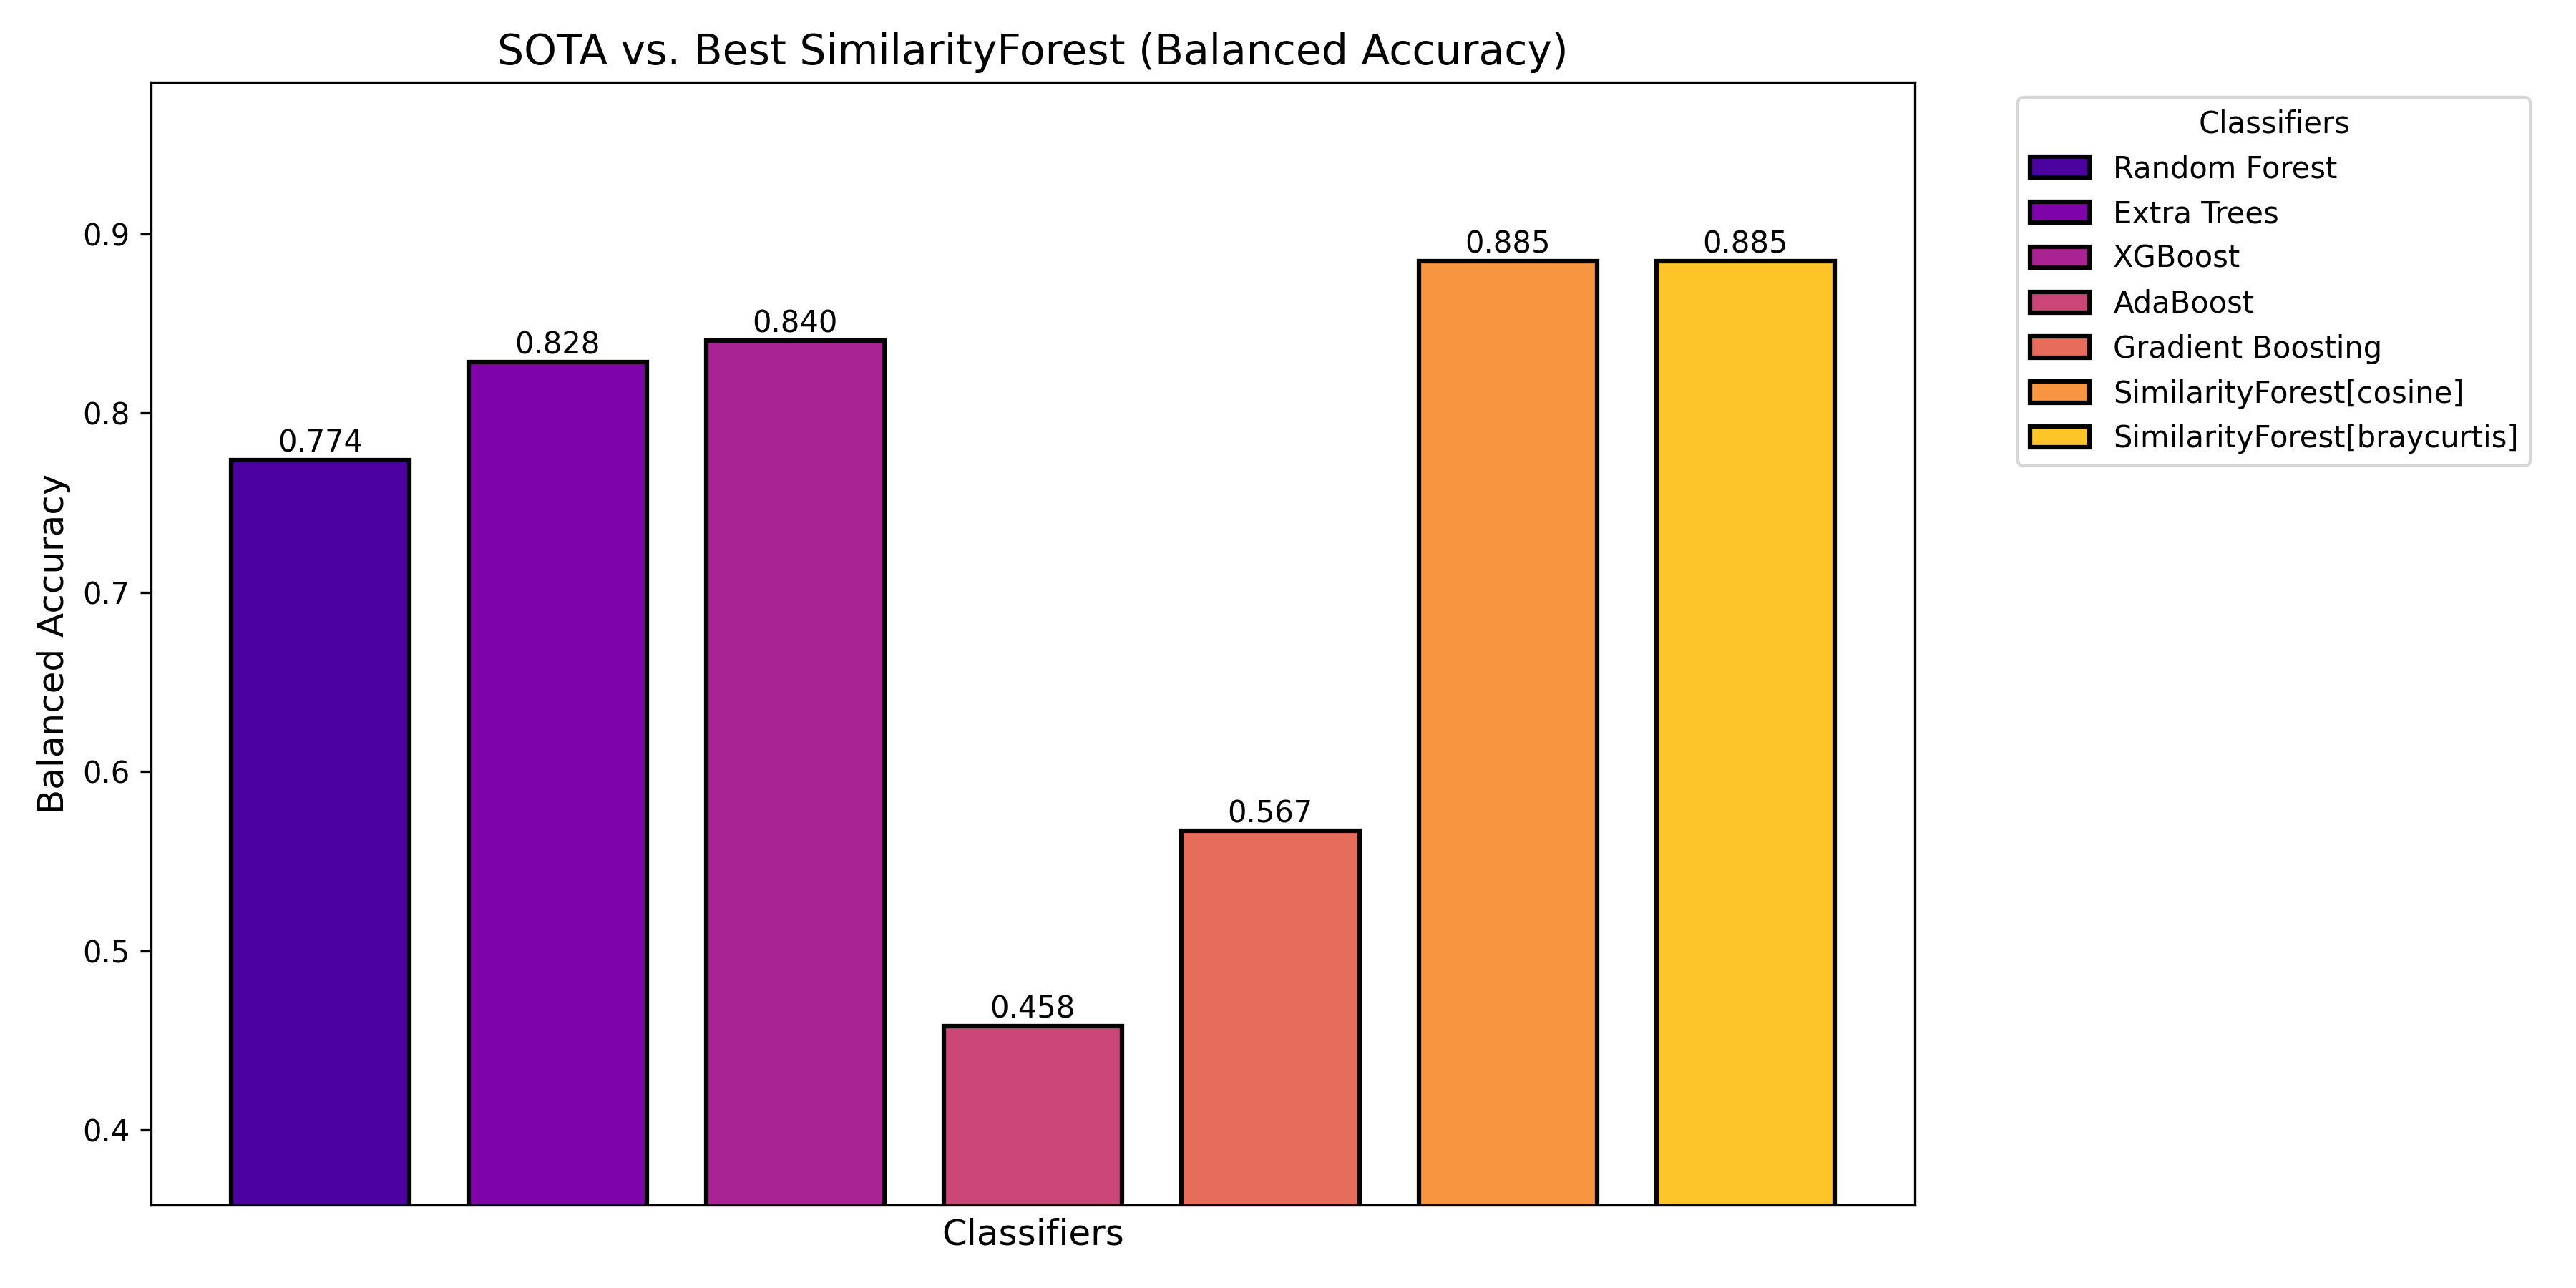 SOTA vs. Best SimilarityForest (Balanced Accuracy)
Balanced Accuracy
0.9
0.8
0.7
0.6
0.5
0.4
0.774
0.828
0.840
0.458
0.567
0.885
0.885
Classifiers
Classifiers
Random Forest
Extra Trees
XGBoost
AdaBoost
Gradient Boosting
SimilarityForest[cosine]
SimilarityForest[braycurtis]